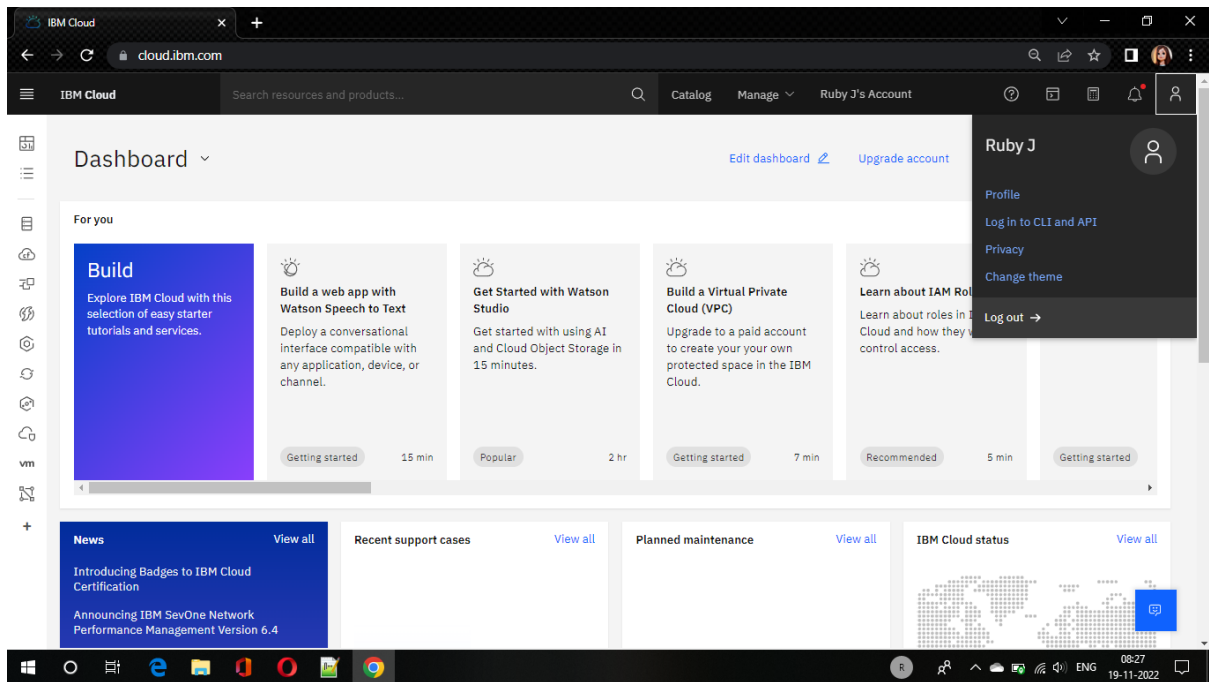 IBM Cloud
cloud.ibm.com
IBM Cloud
Search resources and products...
Catalog
Manage
Ruby J's Account
Ruby J
Profile
Log in to CLI and API
Privacy
Change theme
Log out →
Dashboard
Edit dashboard
Upgrade account
For you
Build
Explore IBM Cloud with this
selection of easy starter
tutorials and services.
Build a web app with
Watson Speech to Text
Deploy a conversational
interface compatible with
any application, device, or
channel.
Getting started
15 min
Get Started with Watson
Studio
Get started with using AI
and Cloud Object Storage in
15 minutes.
Popular
2 hr
Build a Virtual Private
Cloud (VPC)
Upgrade to a paid account
to create your your own
protected space in the IBM
Cloud.
Getting started
7 min
Learn about IAM Rol
Learn about roles in
Cloud and how they
control access.
Recommended
5 min
Getting started
vm
News
View all
Introducing Badges to IBM Cloud
Certification
Announcing IBM SevOne Network
Performance Management Version 6.4
Recent support cases
View all
Planned maintenance
View all
IBM Cloud status
View all
R
ENG
08:27
19-11-2022